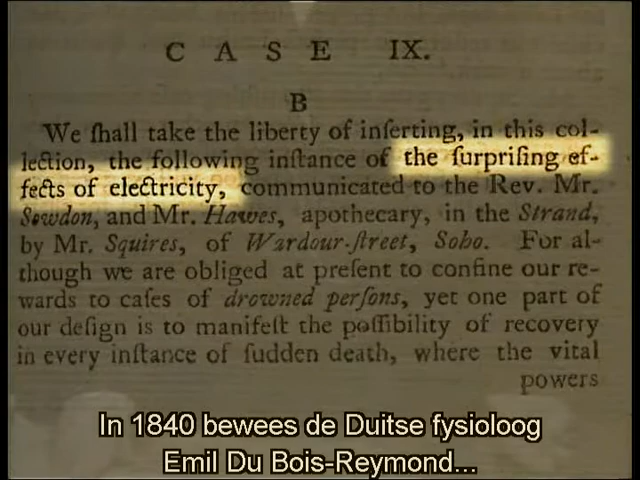 CASE IX.
B
We ſhall take the liberty of inſerting, in this col-
lection, the following inſtance of the ſurpriſing ef-
fects of electricity, communicated to the Rev. Mr.
Sowdon, and Mr. Hawes, apothecary, in the Strand,
by Mr. Squires, of Wardour-ſtreet, Soho. For al-
though we are obliged at preſent to confine our re-
wards to caſes of drowned perſons, yet one part of
our deſign is to manifeſt the poſſibility of recovery
in every inſtance of ſudden death, where the vital
powers
In 1840 bewees de Duitse fysioloog
Emil Du Bois-Reymond...